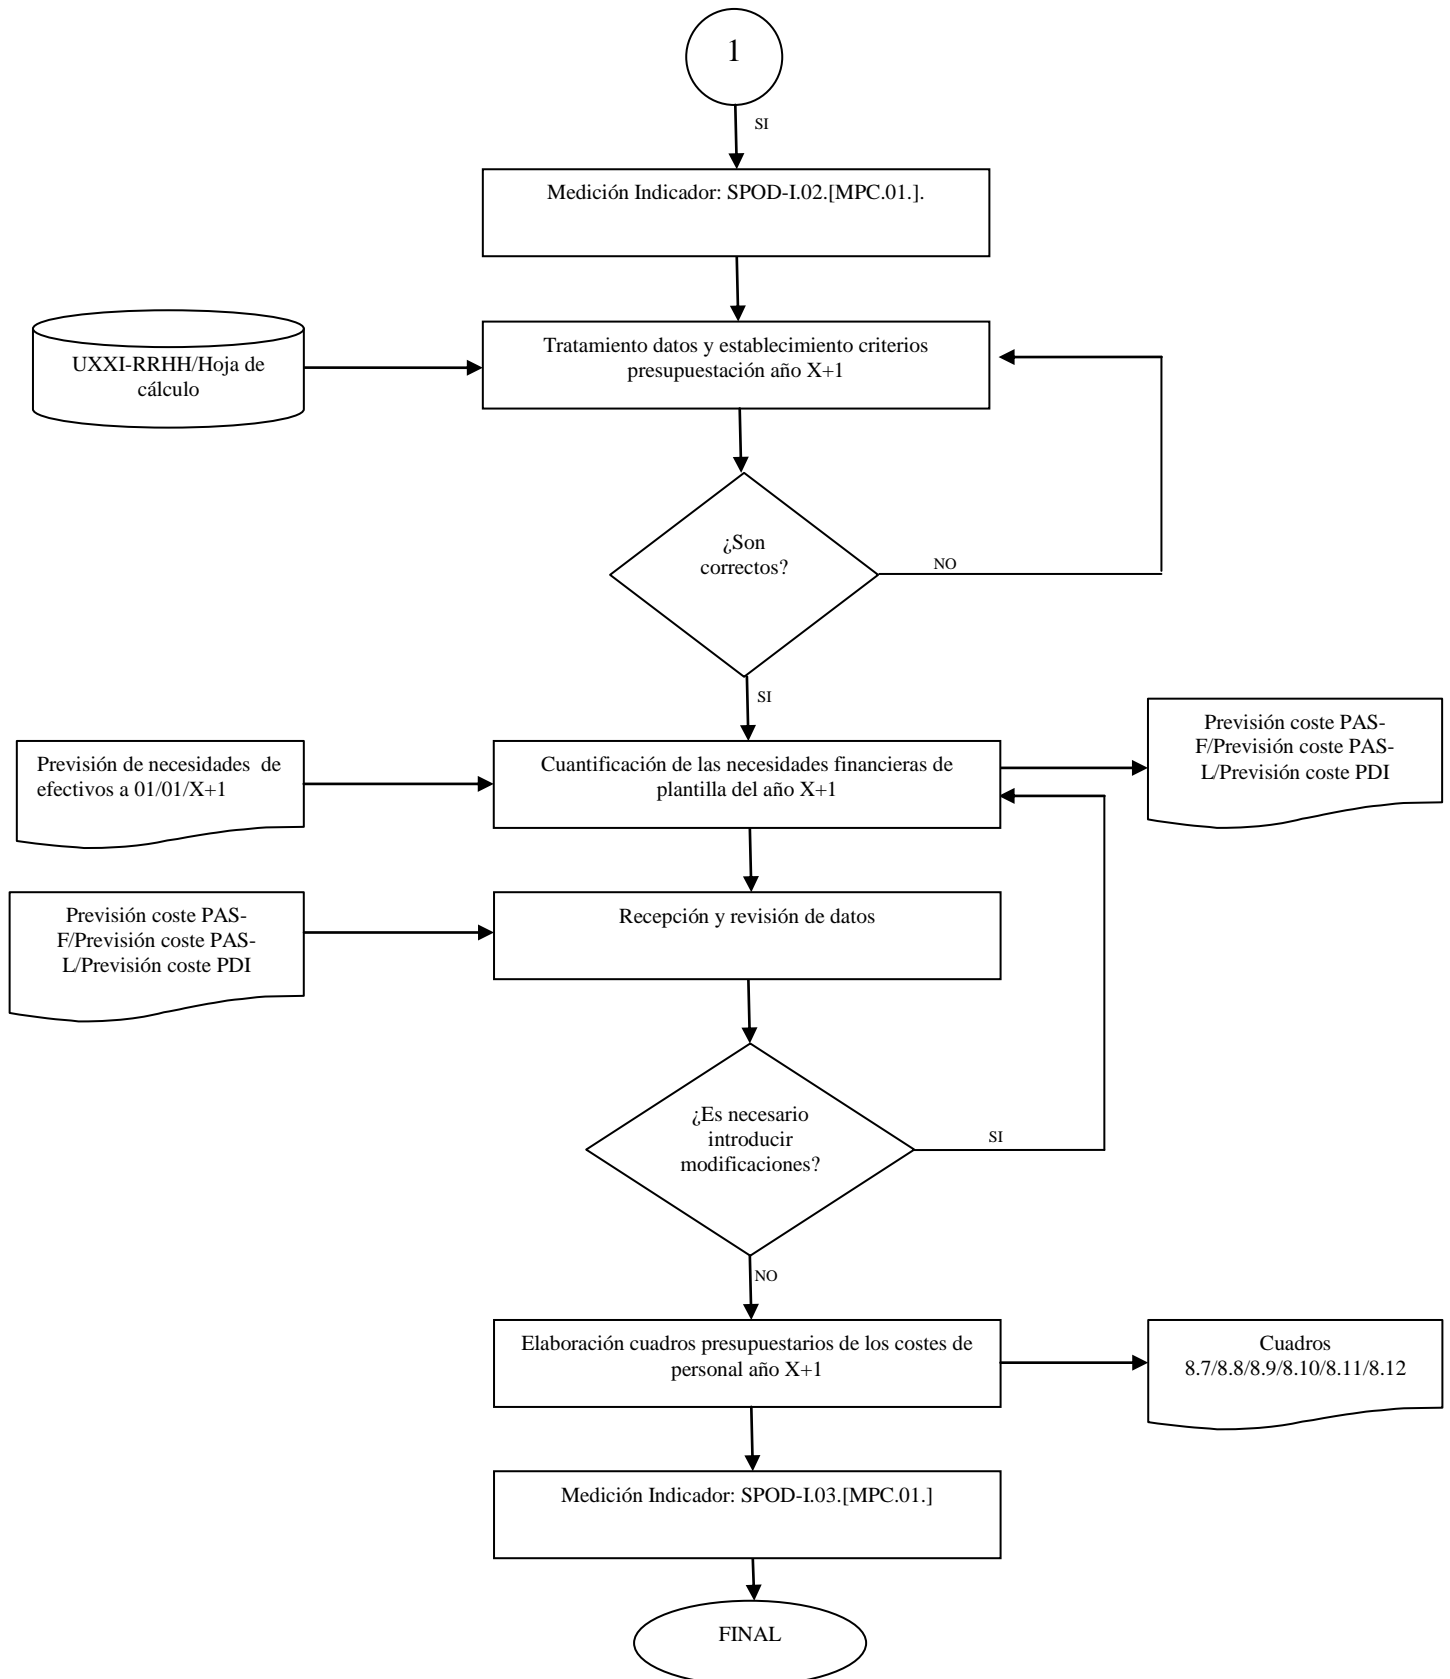 1
SI
Medición Indicador: SPOD-I.02.[MPC.01.].
UXXI-RRHH/Hoja de
cálculo
Tratamiento datos y establecimiento criterios
presupuestación año X+1
¿Son
correctos?
NO
SI
Previsión de necesidades  de
efectivos a 01/01/X+1
Cuantificación de las necesidades financieras de
plantilla del año X+1
Previsión coste PAS-
F/Previsión coste PAS-
L/Previsión coste PDI
Previsión coste PAS-
F/Previsión coste PAS-
L/Previsión coste PDI
Recepción y revisión de datos
¿Es necesario
introducir
modificaciones?
SI
NO
Elaboración cuadros presupuestarios de los costes de
personal año X+1
Cuadros
8.7/8.8/8.9/8.10/8.11/8.12
Medición Indicador: SPOD-I.03.[MPC.01.]
FINAL